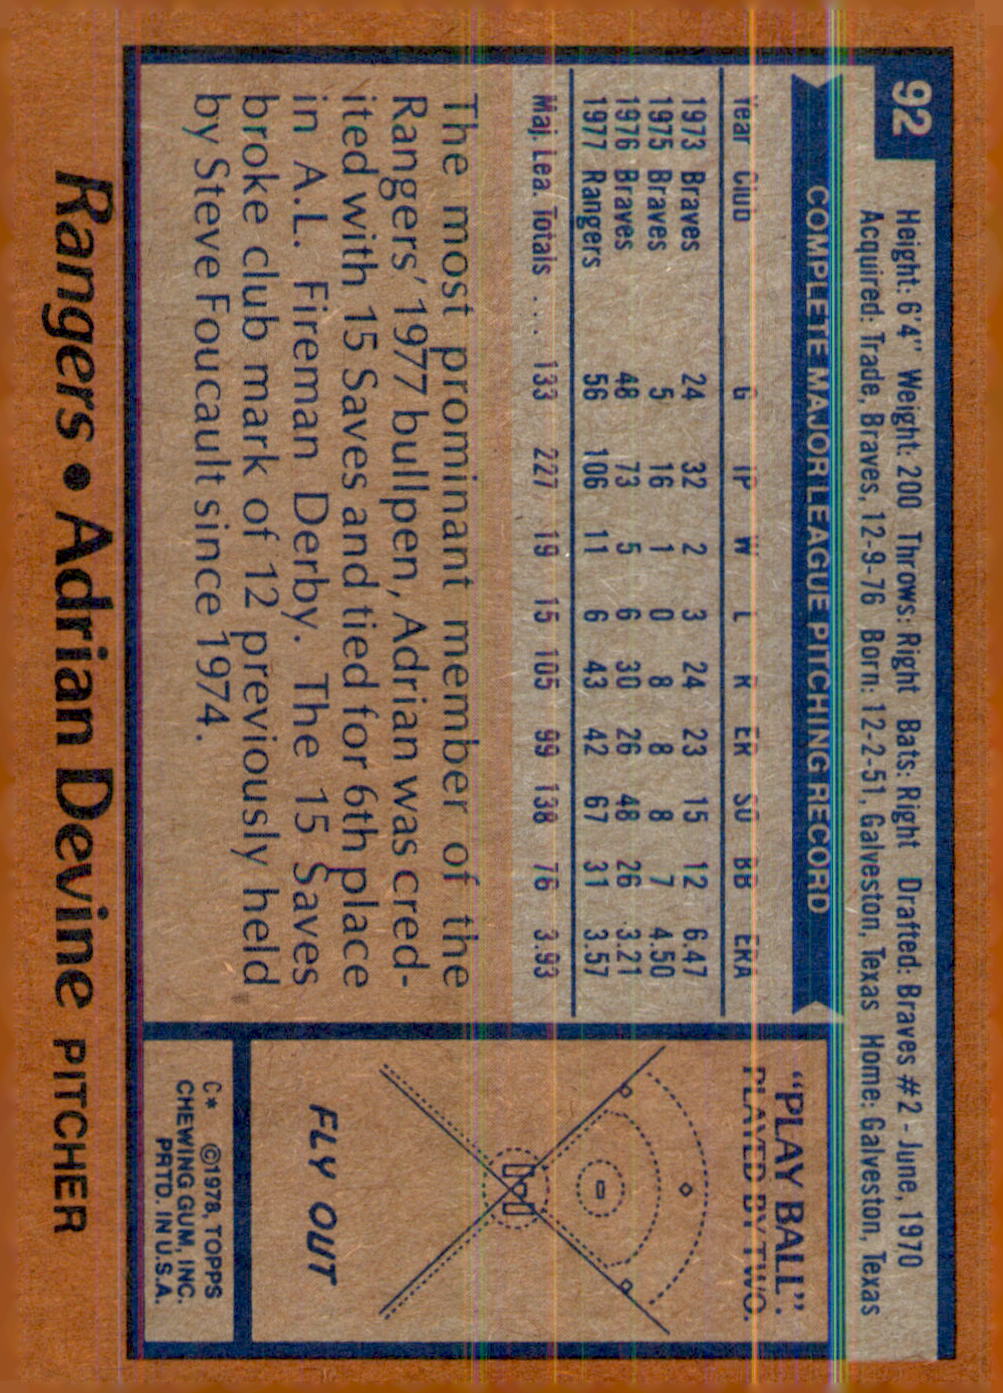 92
Height: 6'4" Weight: 200 Throws: Right Bats: Right Drafted: Braves #2 - June, 1970
Acquired: Trade, Braves, 12-9-76 Born: 12-2-51, Galveston, Texas Home: Galveston, Texas
COMPLETE MAJOR LEAGUE PITCHING RECORD
Year Club G IP W L R ER SO BB ERA
1973 Braves 24 32 2 3 24 23 15 12 6.47
1975 Braves 5 16 1 0 8 8 8 7 4.50
1976 Braves 48 73 5 6 30 26 48 26 3.21
1977 Rangers 56 106 11 6 43 42 67 31 3.57
Maj. Lea. Totals . . . . 133 227 19 15 105 99 138 76 3.93
The most prominant member of the
Rangers' 1977 bullpen, Adrian was cred-
ited with 15 Saves and tied for 6th place
in A.L. Fireman Derby. The 15 Saves
broke club mark of 12 previously held
by Steve Foucault since 1974.
"PLAY BALL".
PLAYED BY TWO.
FLY OUT
C* ©1978, TOPPS
CHEWING GUM, INC.
PRTD. IN U.S.A.
Rangers • Adrian Devine PITCHER